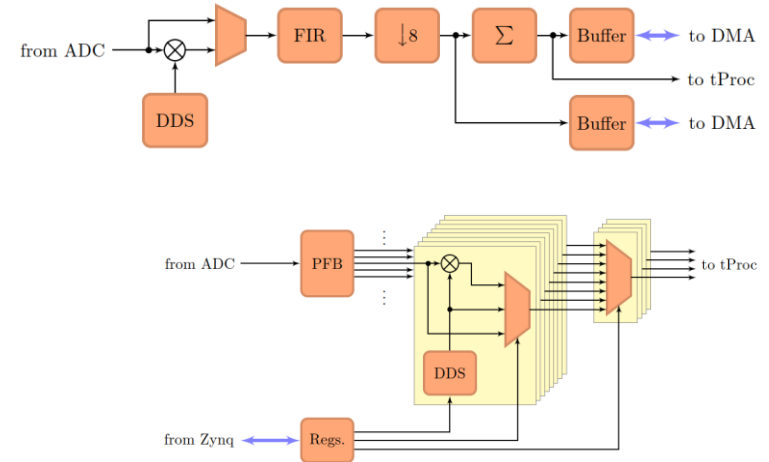 from ADC
FIR
↓8
Σ
Buffer
to DMA
to tProc
DDS
Buffer
to DMA
from ADC
PFB
to tProc
DDS
from Zynq
Regs.